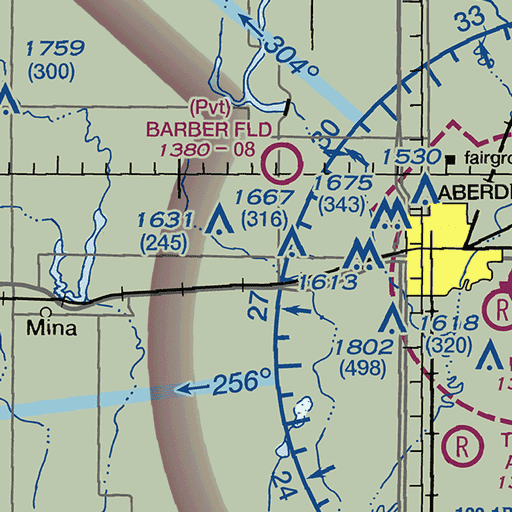 33
1759
(300)
304°
(Pvt)
BARBER FLD
1380 - 08
30
1530
fairgro
ABERDE
1667
(316)
1675
(343)
1631
(245)
1613
27
Mina
1618
(320)
1802
(498)
R
256°
R
T
A
13
24